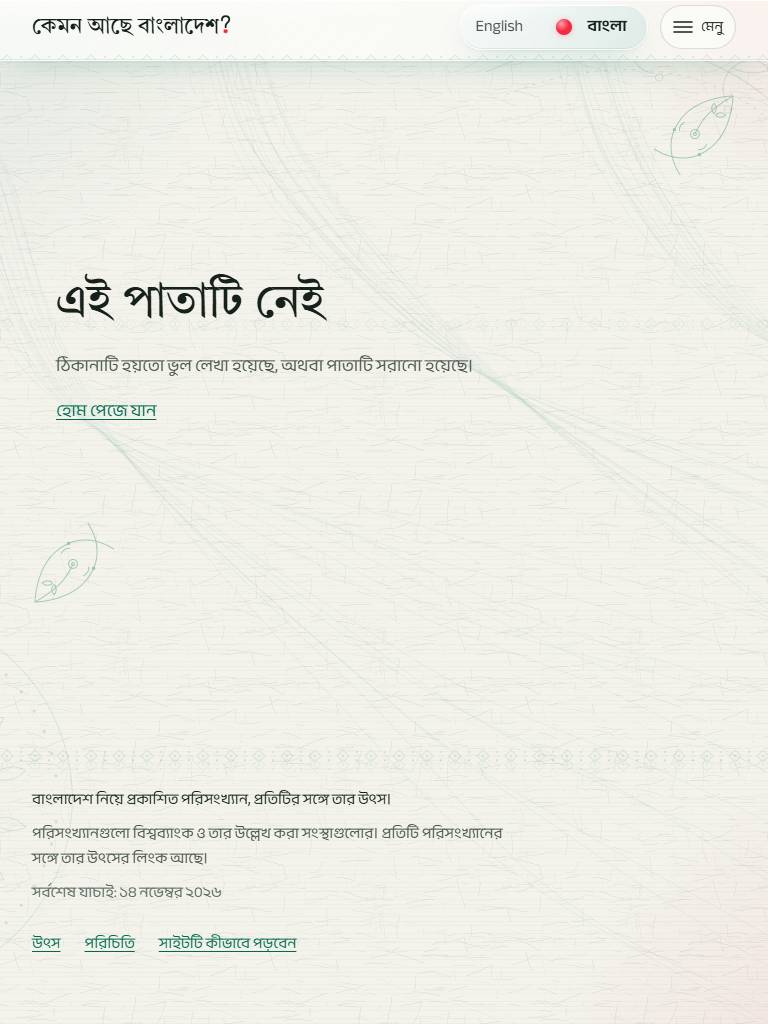 কেমন আছে বাংলাদেশ?
English
বাংলা
মেনু
এই পাতাটি নেই
ঠিকানাটি হয়তো ভুল লেখা হয়েছে, অথবা পাতাটি সরানো হয়েছে।
হোম পেজে যান
বাংলাদেশ নিয়ে প্রকাশিত পরিসংখ্যান, প্রতিটির সঙ্গে তার উৎস।
পরিসংখ্যানগুলো বিশ্বব্যাংক ও তার উল্লেখ করা সংস্থাগুলোর। প্রতিটি পরিসংখ্যানের
সঙ্গে তার উৎসের লিংক আছে।
সর্বশেষ যাচাই: ১৪ নভেম্বর ২০২৬
উৎস
পরিচিতি
সাইটটি কীভাবে পড়বেন